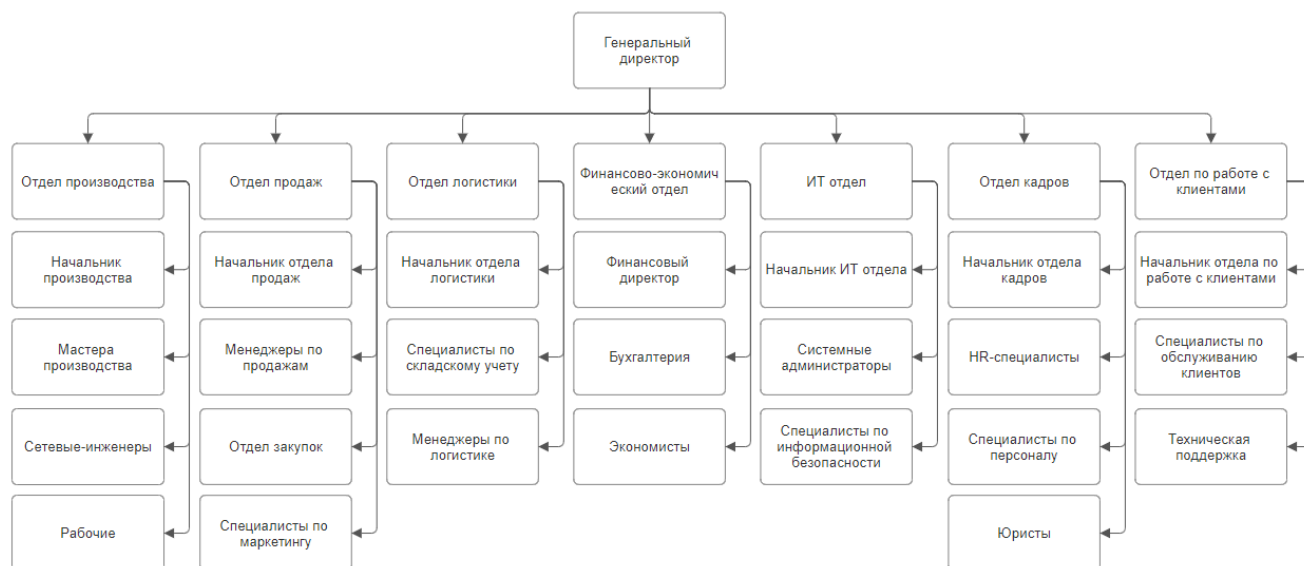 Генеральный
директор
Отдел производства
Отдел продаж
Отдел логистики
Финансово-экономич
еский отдел
ИТ отдел
Отдел кадров
Отдел по работе с
клиентами
Начальник
производства
Начальник отдела
продаж
Начальник отдела
логистики
Финансовый
директор
Начальник ИТ отдела
Начальник отдела
кадров
Начальник отдела по
работе с клиентами
Мастера
производства
Менеджеры по
продажам
Специалисты по
складскому учету
Бухгалтерия
Системные
администраторы
HR-специалисты
Специалисты по
обслуживанию
клиентов
Сетевые-инженеры
Отдел закупок
Менеджеры по
логистике
Экономисты
Специалисты по
информационной
безопасности
Специалисты по
персоналу
Техническая
поддержка
Рабочие
Специалисты по
маркетингу
Юристы